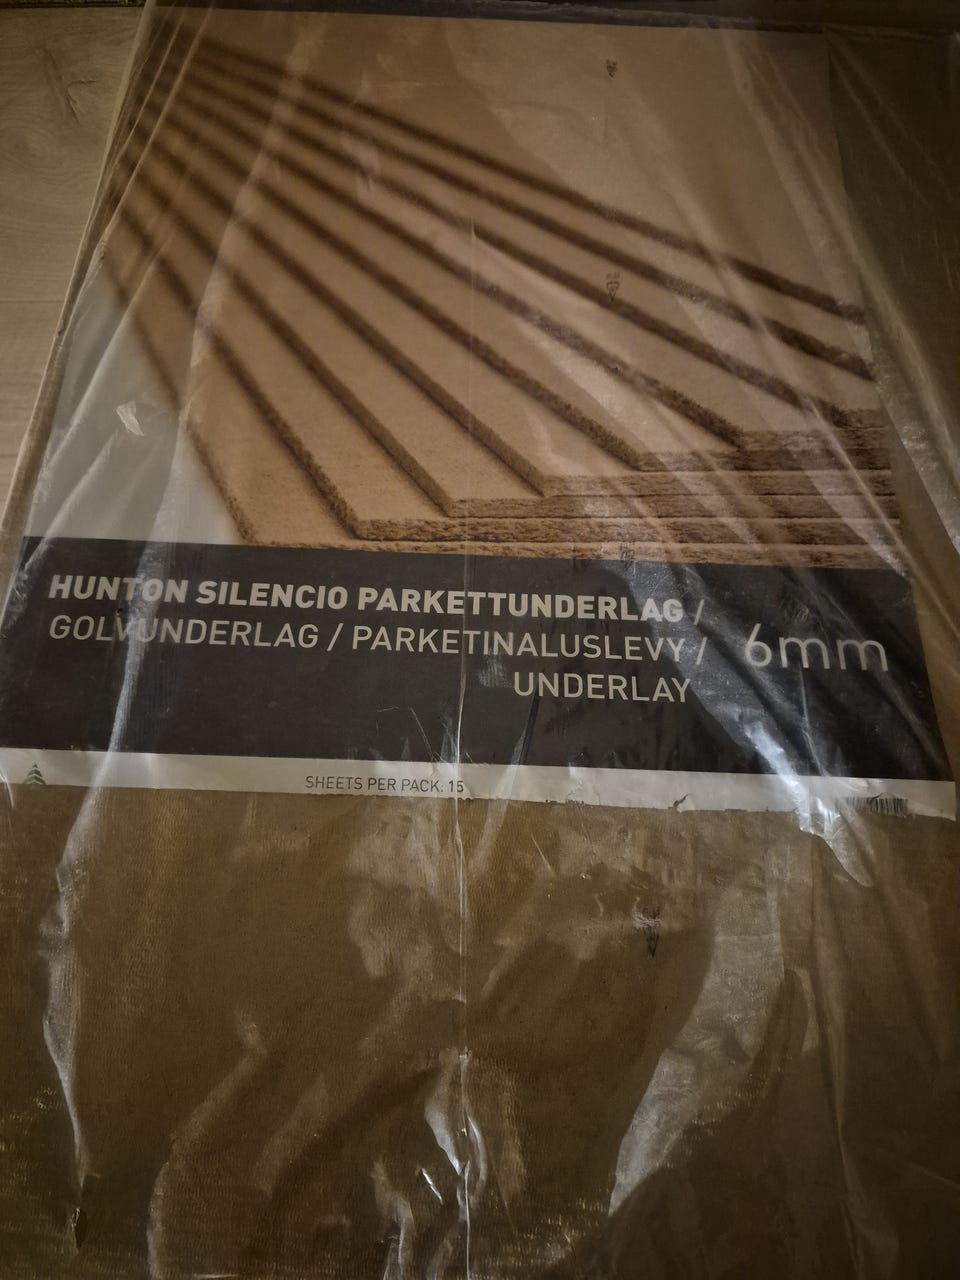 HUNTON SILENCIO PARKETTUNDERLAG /
GOLVUNDERLAG / PARKETINALUSLEVY /
UNDERLAY
6mm
SHEETS PER PACK: 15